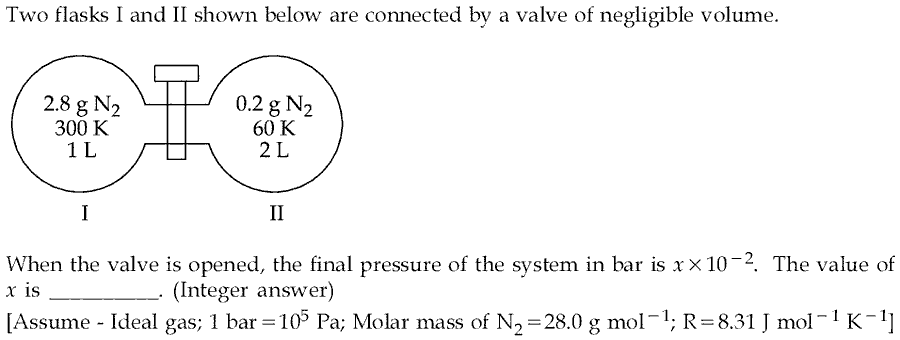 Two flasks I and II shown below are connected by a valve of negligible volume.
2.8 g N₂
300 K
1 L
0.2 g N₂
60 K
2 L
I
II
When the valve is opened, the final pressure of the system in bar is x×10⁻². The value of
x is __________. (Integer answer)
[Assume - Ideal gas; 1 bar=10⁵ Pa; Molar mass of N₂=28.0 g mol⁻¹; R=8.31 J mol⁻¹ K⁻¹]